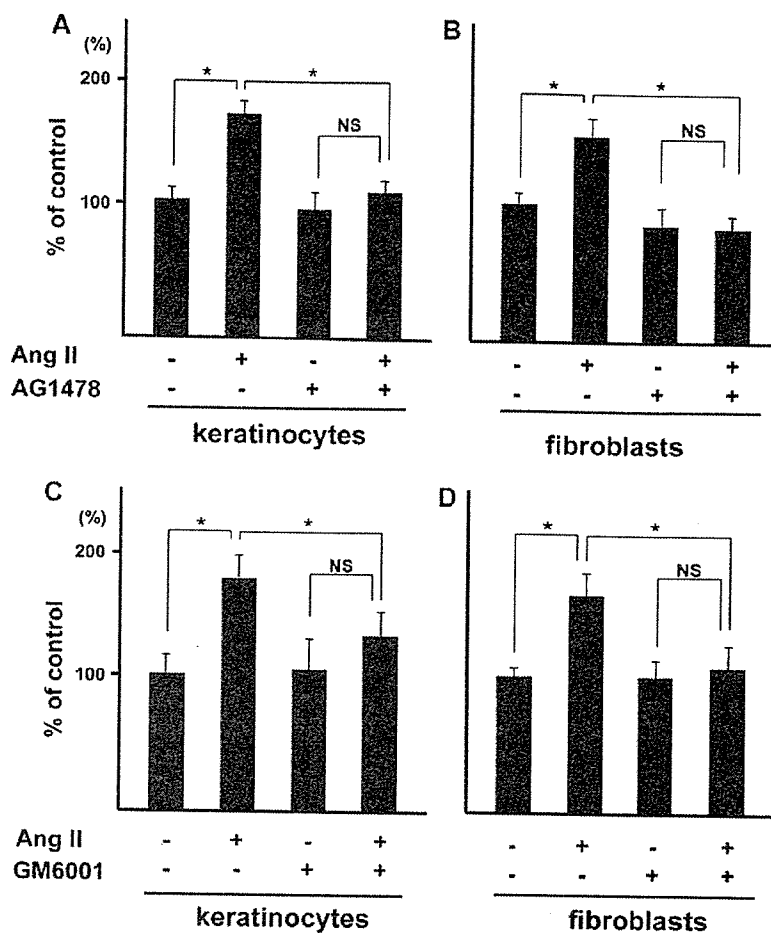 A
B
(%)
* *
* *
200
NS
NS
100
% of control
Ang II - + - + - + - +
AG1478 - - + + - - + +
keratinocytes
fibroblasts
C
D
(%)
* *
* *
200
NS
NS
100
% of control
Ang II - + - + - + - +
GM6001 - - + + - - + +
keratinocytes
fibroblasts